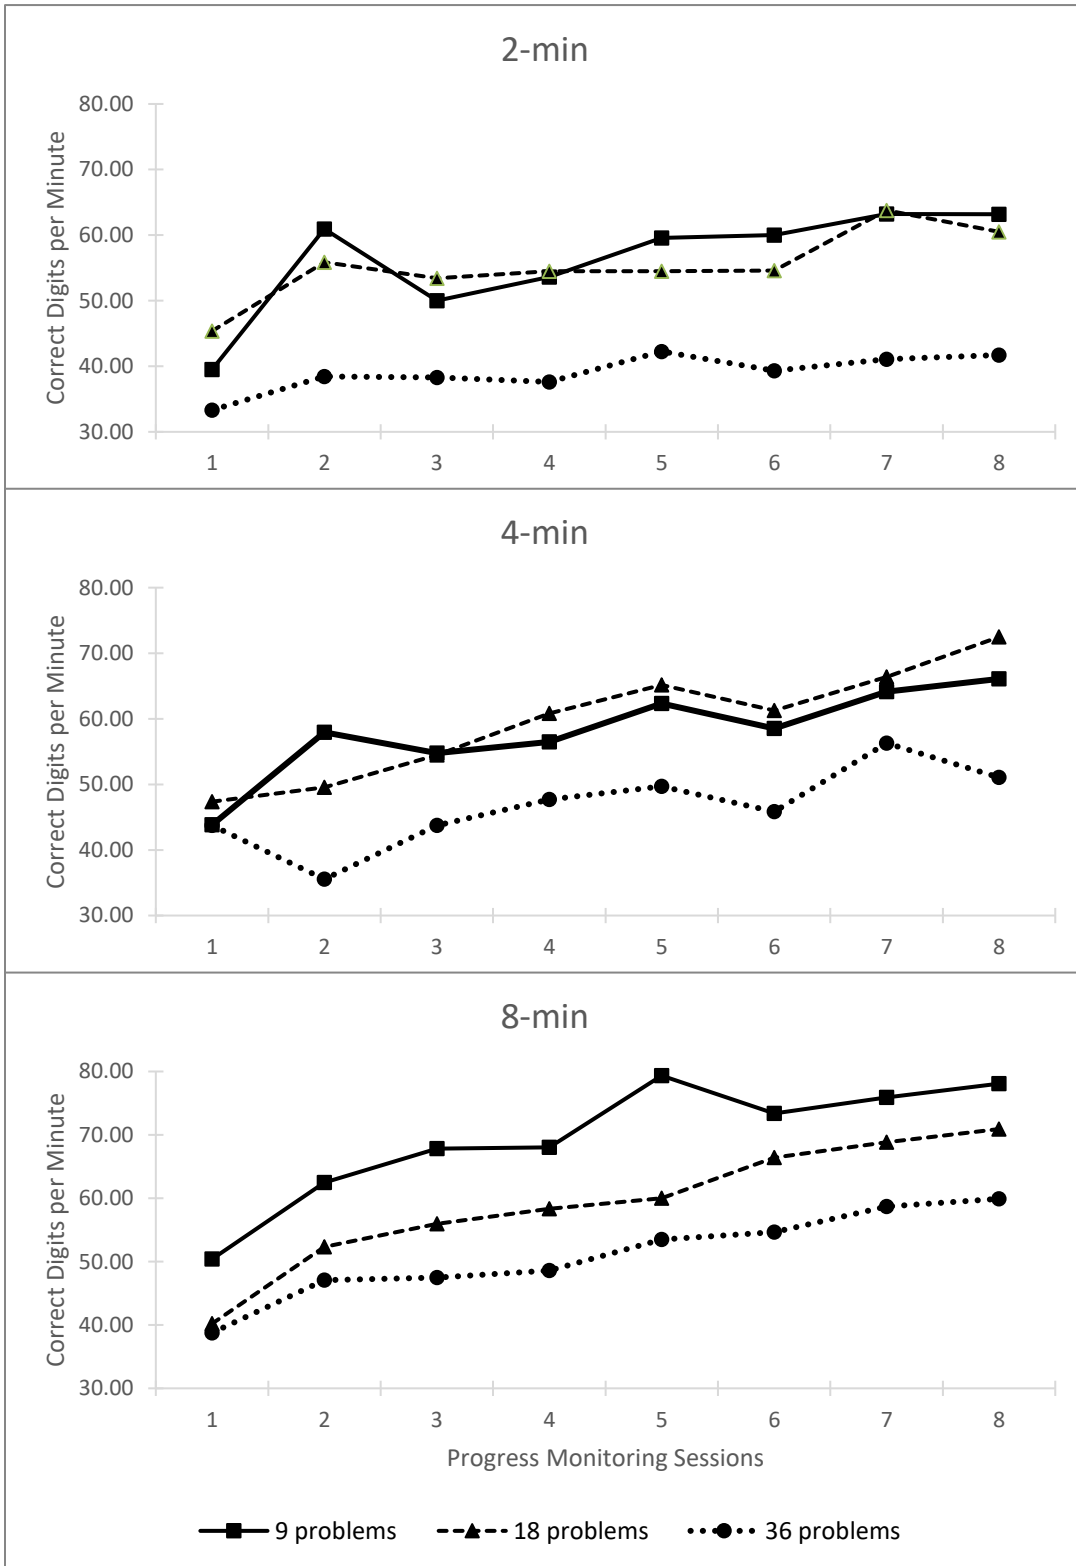 2-min
Correct Digits per Minute
80.00
70.00
60.00
50.00
40.00
30.00
1 2 3 4 5 6 7 8
4-min
Correct Digits per Minute
80.00
70.00
60.00
50.00
40.00
30.00
1 2 3 4 5 6 7 8
8-min
Correct Digits per Minute
80.00
70.00
60.00
50.00
40.00
30.00
1 2 3 4 5 6 7 8
Progress Monitoring Sessions
9 problems 18 problems 36 problems